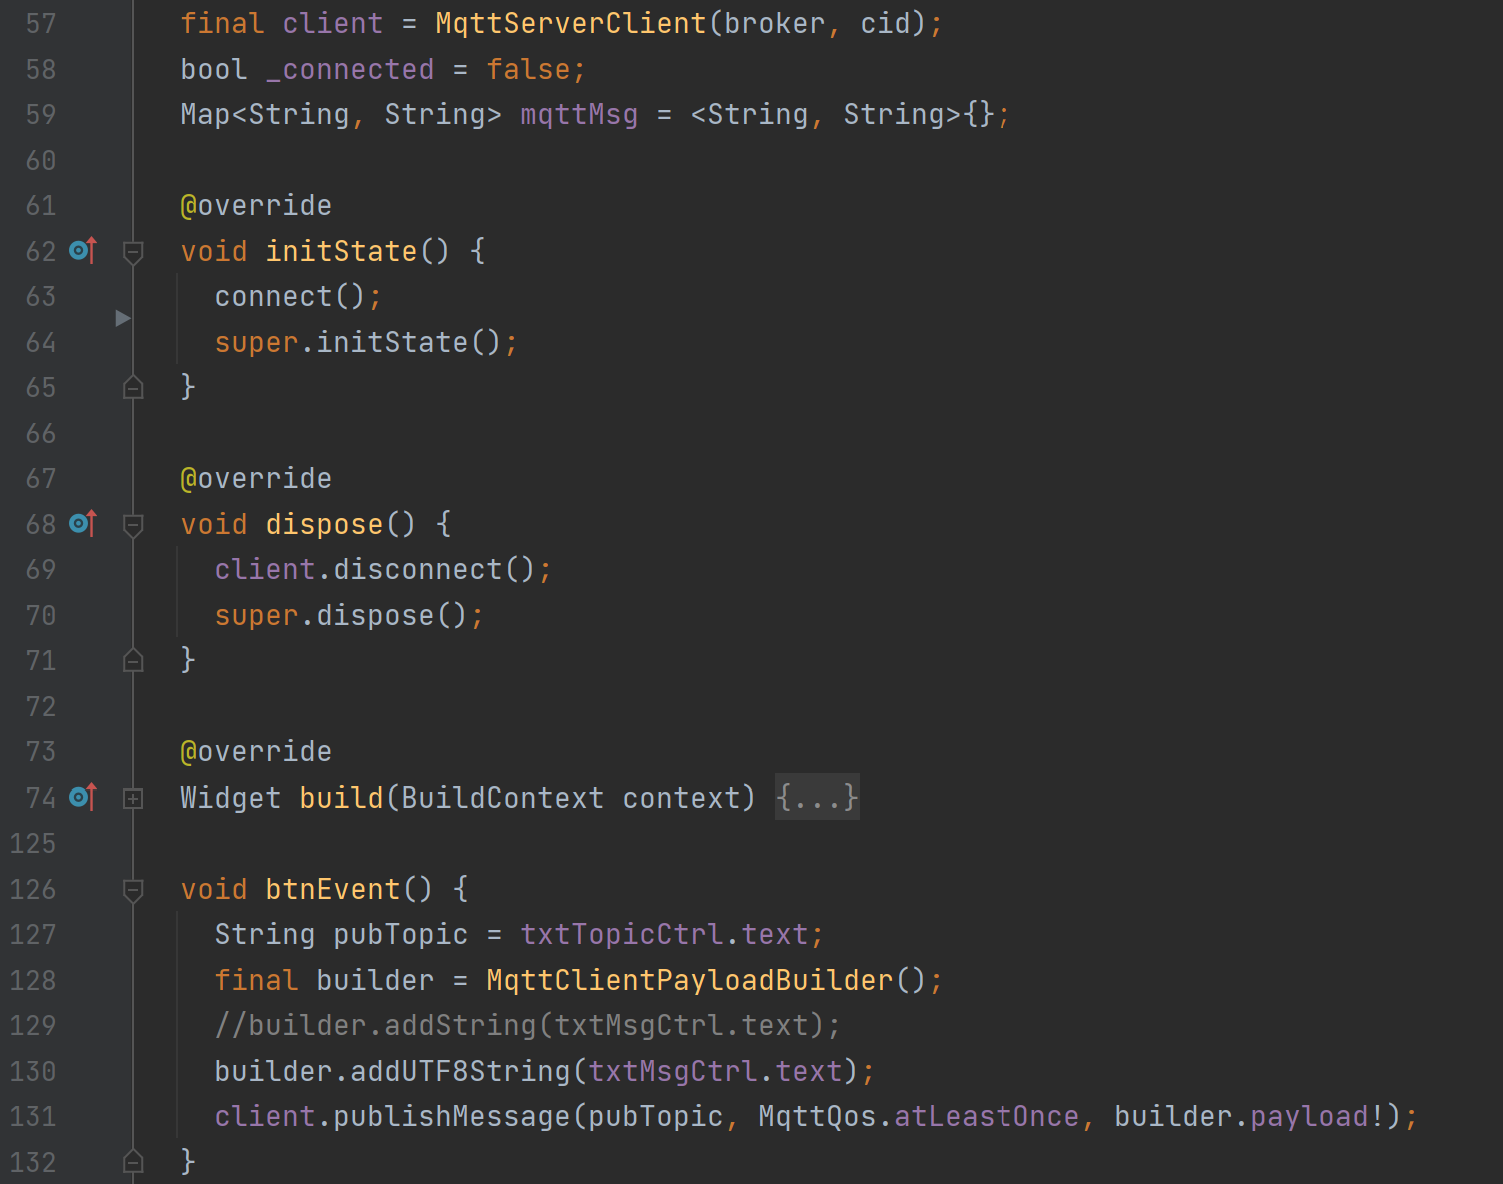 57 final client = MqttServerClient(broker, cid);
58 bool _connected = false;
59 Map<String, String> mqttMsg = <String, String>{};
60
61 @override
62 void initState() {
63 connect();
64 super.initState();
65 }
66
67 @override
68 void dispose() {
69 client.disconnect();
70 super.dispose();
71 }
72
73 @override
74 Widget build(BuildContext context) {...}
125
126 void btnEvent() {
127 String pubTopic = txtTopicCtrl.text;
128 final builder = MqttClientPayloadBuilder();
129 //builder.addString(txtMsgCtrl.text);
130 builder.addUTF8String(txtMsgCtrl.text);
131 client.publishMessage(pubTopic, MqttQos.atLeastOnce, builder.payload!);
132 }